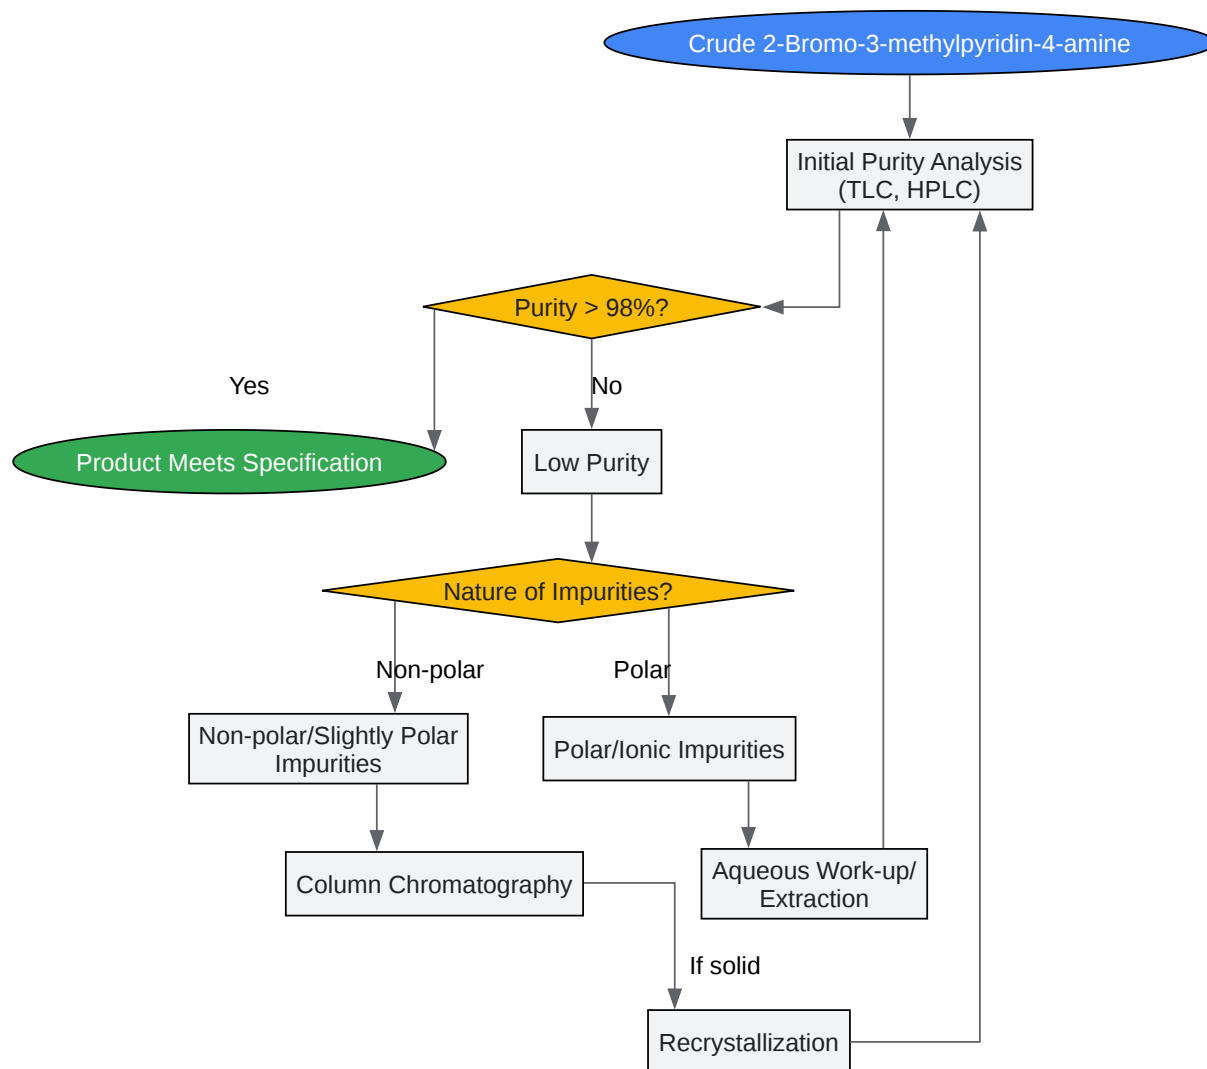 Crude 2-Bromo-3-methylpyridin-4-amine
Initial Purity Analysis
(TLC, HPLC)
Purity > 98%?
Yes
No
Product Meets Specification
Low Purity
Nature of Impurities?
Non-polar
Polar
Non-polar/Slightly Polar
Impurities
Polar/Ionic Impurities
Column Chromatography
Aqueous Work-up/
Extraction
If solid
Recrystallization